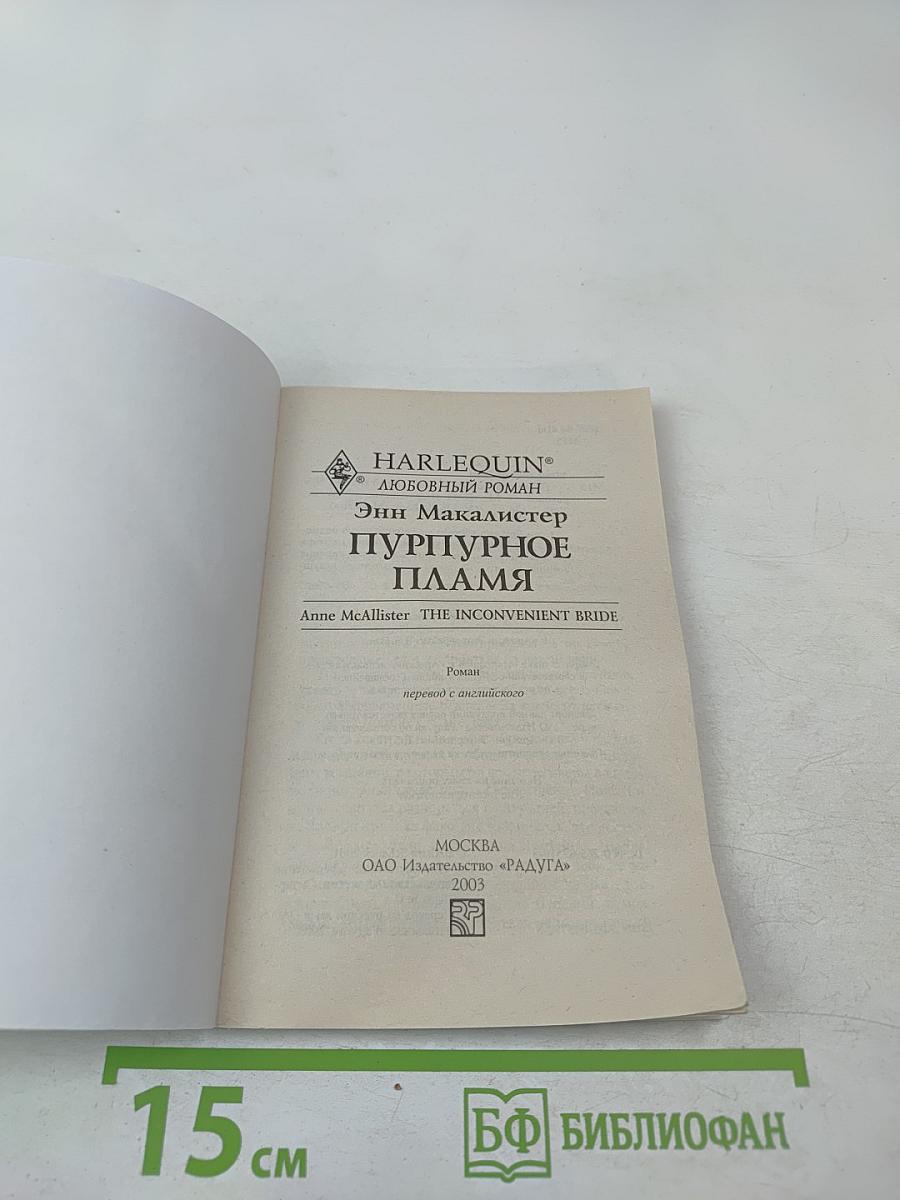 HARLEQUIN®
®
ЛЮБОВНЫЙ РОМАН
Энн Макалистер
ПУРПУРНОЕ
ПЛАМЯ
Anne McAllister THE INCONVENIENT BRIDE
Роман
перевод с английского
МОСКВА
ОАО Издательство «РАДУГА»
2003
15 см
БФ БИБЛИОФАН